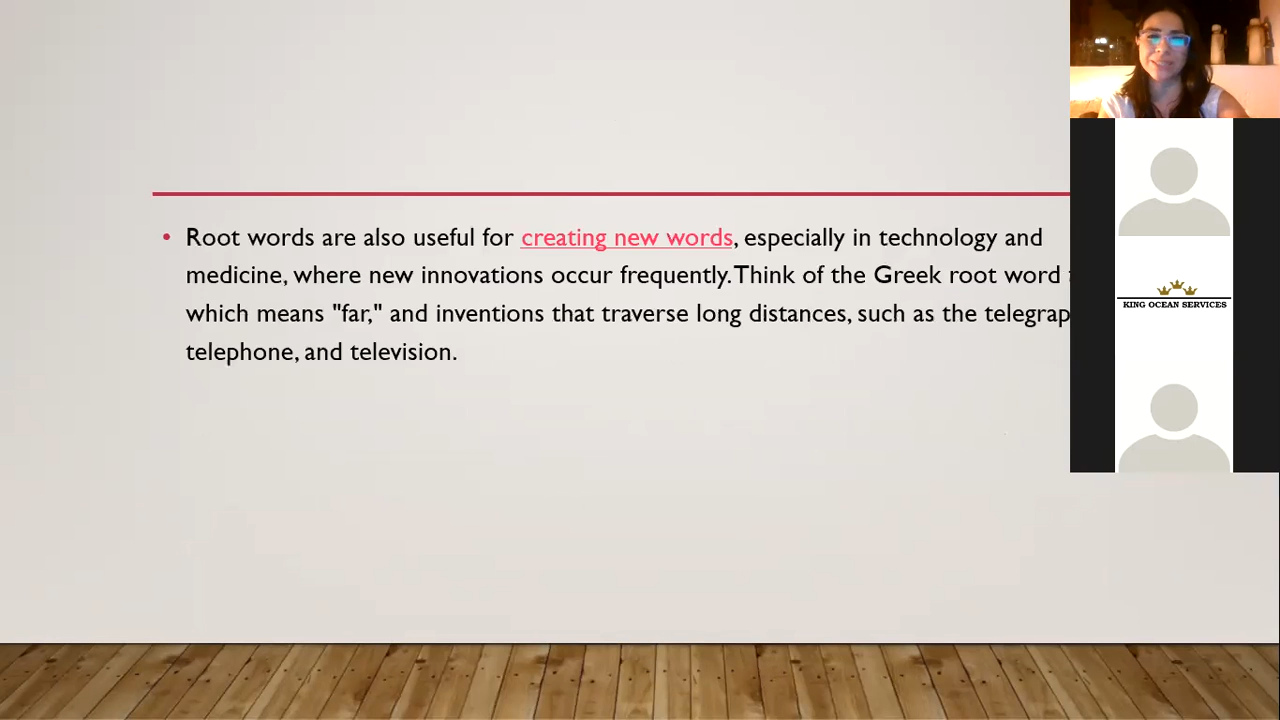 Root words are also useful for creating new words, especially in technology and
medicine, where new innovations occur frequently. Think of the Greek root word
which means "far," and inventions that traverse long distances, such as the telegrap
telephone, and television.
KING OCEAN SERVICES